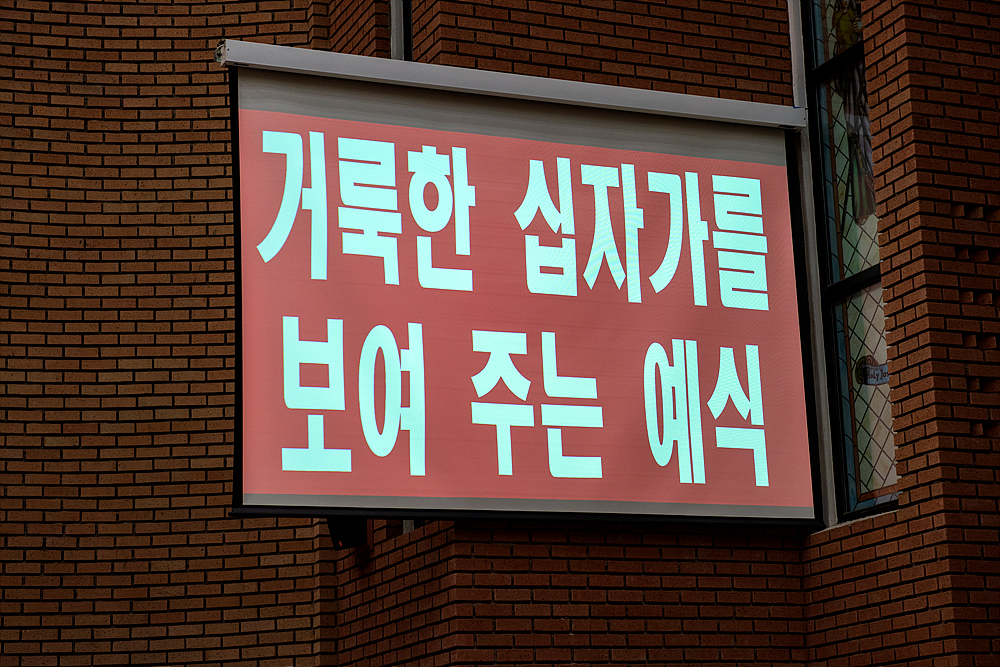 거룩한 십자가를
보여 주는 예식